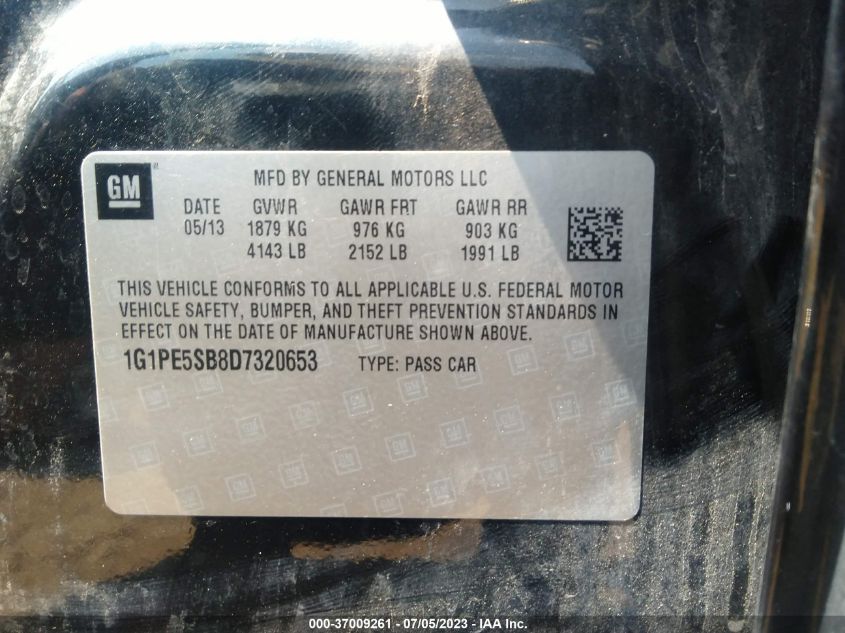 GM
MFD BY GENERAL MOTORS LLC
DATE GVWR GAWR FRT GAWR RR
05/13 1879 KG 976 KG 903 KG
4143 LB 2152 LB 1991 LB
THIS VEHICLE CONFORMS TO ALL APPLICABLE U.S. FEDERAL MOTOR
VEHICLE SAFETY, BUMPER, AND THEFT PREVENTION STANDARDS IN
EFFECT ON THE DATE OF MANUFACTURE SHOWN ABOVE.
1G1PE5SB8D7320653 TYPE: PASS CAR
000-37009261 - 07/05/2023 - IAA Inc.